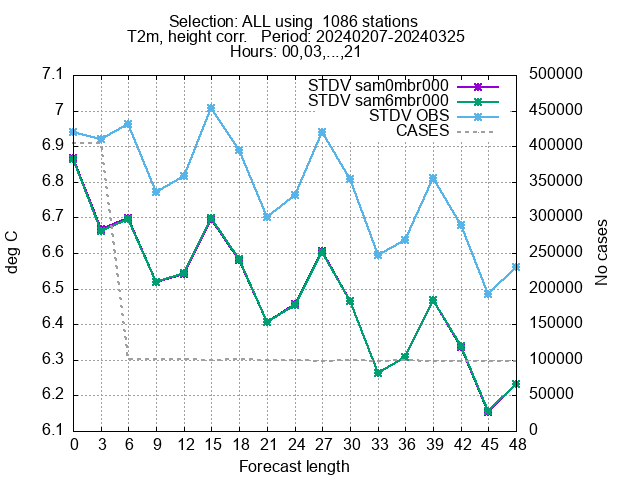 Selection: ALL using  1086 stations
T2m, height corr.   Period: 20240207-20240325
Hours: 00,03,...,21
STDV sam0mbr000
STDV sam6mbr000
STDV OBS
CASES
deg C
7.1
7
6.9
6.8
6.7
6.6
6.5
6.4
6.3
6.2
6.1
500000
450000
400000
350000
300000
250000
200000
150000
100000
50000
0
No cases
0 3 6 9 12 15 18 21 24 27 30 33 36 39 42 45 48
Forecast length